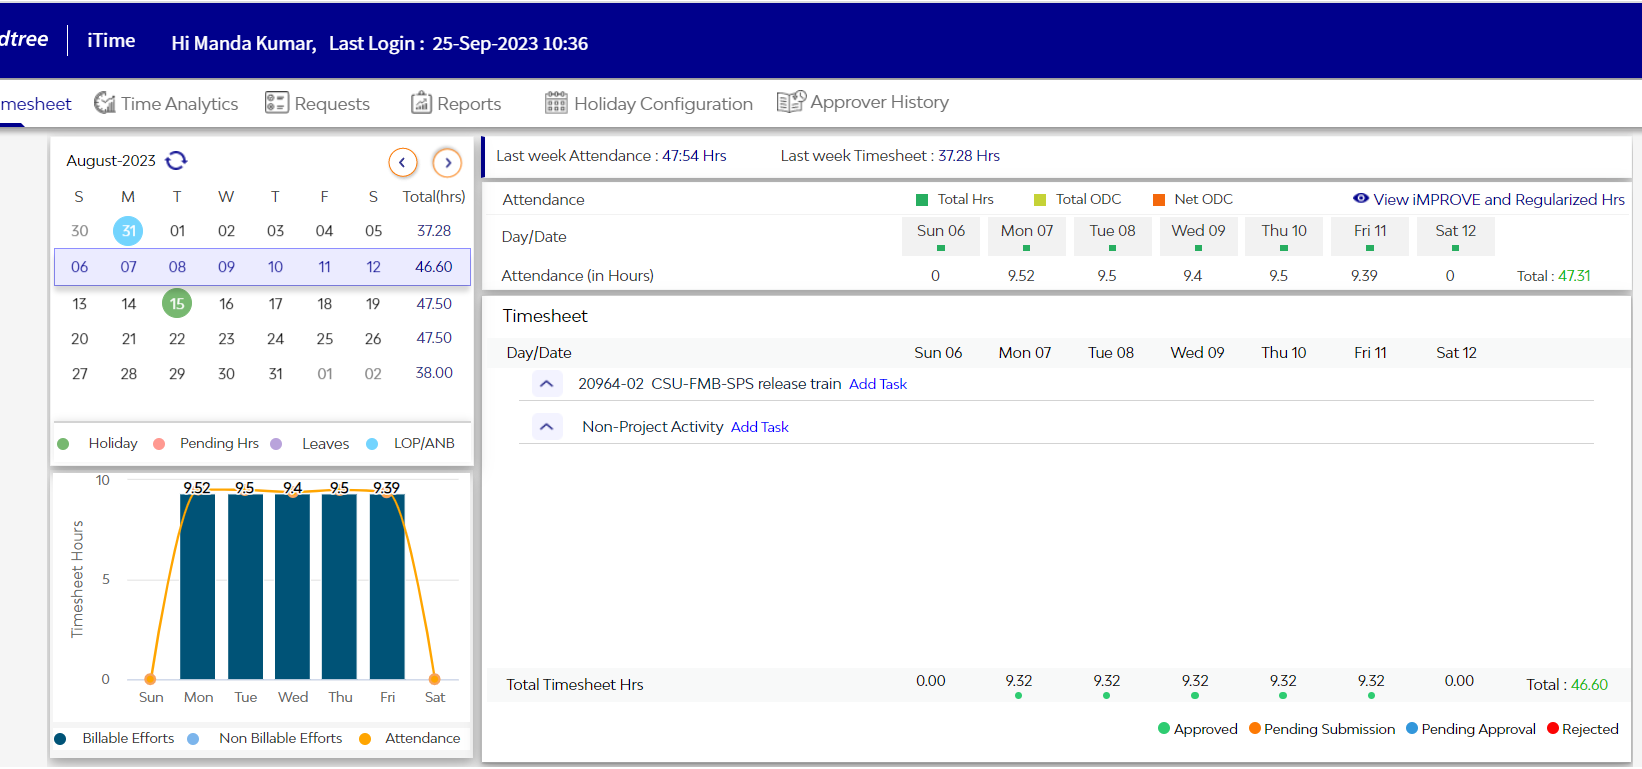 dtree iTime Hi Manda Kumar, Last Login : 25-Sep-2023 10:36
mesheet Time Analytics Requests Reports Holiday Configuration Approver History
August-2023
S M T W T F S Total(hrs)
30 31 01 02 03 04 05 37.28
06 07 08 09 10 11 12 46.60
13 14 15 16 17 18 19 47.50
20 21 22 23 24 25 26 47.50
27 28 29 30 31 01 02 38.00
Holiday Pending Hrs Leaves LOP/ANB
Timesheet Hours
10
5
0
9.52 9.5 9.4 9.5 9.39
Sun Mon Tue Wed Thu Fri Sat
Billable Efforts Non Billable Efforts Attendance
Last week Attendance : 47:54 Hrs Last week Timesheet : 37.28 Hrs
Attendance Total Hrs Total ODC Net ODC View iMPROVE and Regularized Hrs
Day/Date Sun 06 Mon 07 Tue 08 Wed 09 Thu 10 Fri 11 Sat 12
Attendance (in Hours) 0 9.52 9.5 9.4 9.5 9.39 0 Total : 47.31
Timesheet
Day/Date Sun 06 Mon 07 Tue 08 Wed 09 Thu 10 Fri 11 Sat 12
20964-02 CSU-FMB-SPS release train Add Task
Non-Project Activity Add Task
Total Timesheet Hrs 0.00 9.32 9.32 9.32 9.32 9.32 0.00 Total : 46.60
Approved Pending Submission Pending Approval Rejected